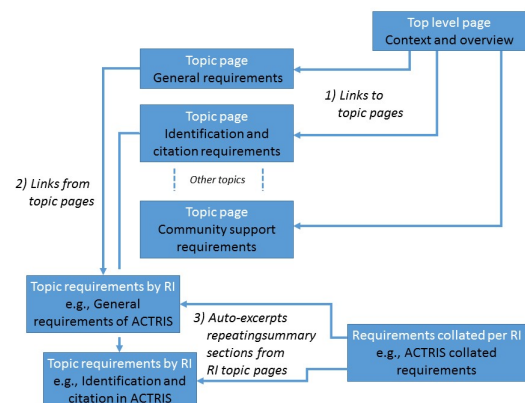 Top level page
Context and overview
Topic page
General requirements
1) Links to
topic pages
Topic page
Identification and
citation requirements
2) Links from
topic pages
Other topics
Topic page
Community support
requirements
Topic requirements by RI
e.g., General
requirements of ACTRIS
3) Auto-excerpts
repeatingsummary
sections from
RI topic pages
Requirements collated per RI
e.g., ACTRIS collated
requirements
Topic requirements by RI
e.g., Identification and
citation in ACTRIS